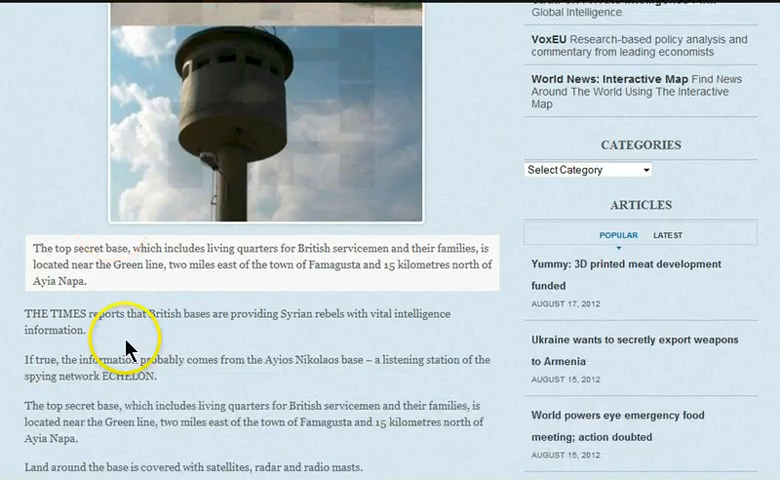 Global Intelligence
VoxEU Research-based policy analysis and
commentary from leading economists
World News: Interactive Map Find News
Around The World Using The Interactive
Map
CATEGORIES
Select Category
ARTICLES
POPULAR LATEST
Yummy: 3D printed meat development
funded
AUGUST 17, 2012
Ukraine wants to secretly export weapons
to Armenia
AUGUST 15, 2012
World powers eye emergency food
meeting; action doubted
AUGUST 15, 2012
The top secret base, which includes living quarters for British servicemen and their families, is
located near the Green line, two miles east of the town of Famagusta and 15 kilometres north of
Ayia Napa.
THE TIMES reports that British bases are providing Syrian rebels with vital intelligence
information.
If true, the information probably comes from the Ayios Nikolaos base – a listening station of the
spying network ECHELON.
The top secret base, which includes living quarters for British servicemen and their families, is
located near the Green line, two miles east of the town of Famagusta and 15 kilometres north of
Ayia Napa.
Land around the base is covered with satellites, radar and radio masts.